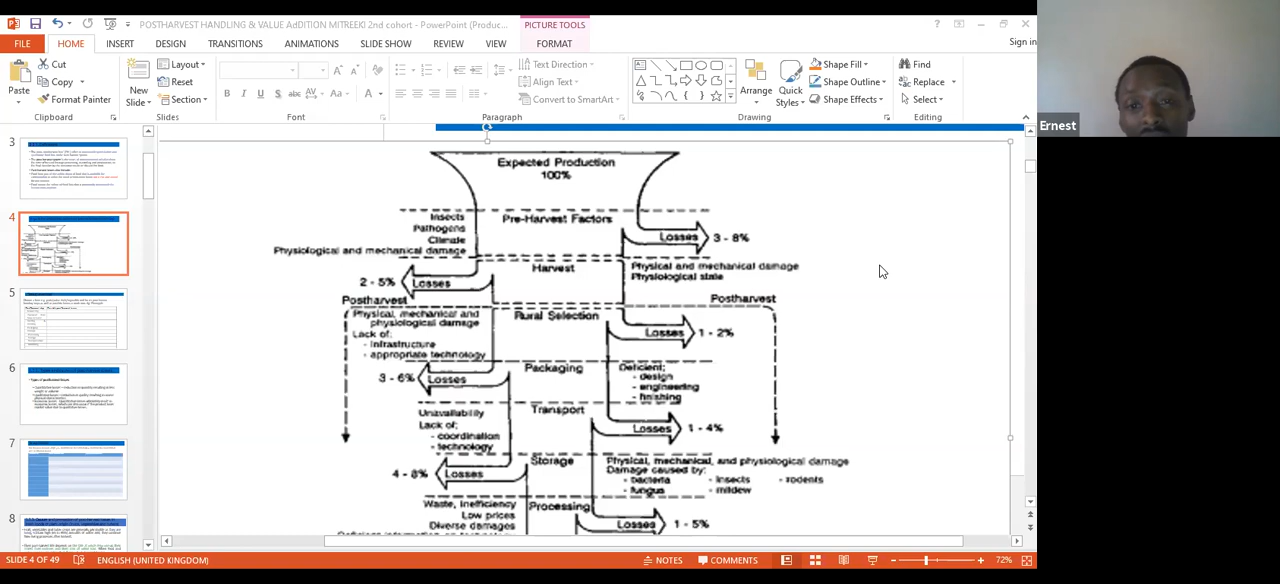 POSTHARVEST HANDLING & VALUE AdDITION MITREEKI 2nd cohort - PowerPoint (Produc...
PICTURE TOOLS
FILE HOME INSERT DESIGN TRANSITIONS ANIMATIONS SLIDE SHOW REVIEW VIEW FORMAT
Sign in
Paste
Cut
Copy
Format Painter
Clipboard
New
Slide
Layout
Reset
Section
Slides
B I U S abc AV Aa A
Font
Text Direction
Align Text
Convert to SmartArt
Paragraph
Arrange
Quick
Styles
Shape Fill
Shape Outline
Shape Effects
Drawing
Find
Replace
Select
Editing
Ernest
3
4
5
6
7
8
Expected Production
100%
Insects
Pathogens
Climate
Physiological and mechanical damage
Pre-Harvest Factors
Losses 3 - 8%
2 - 5% Losses
Harvest
Physical and mechanical damage
Physiological state
Postharvest
Postharvest
Physical, mechanical and
physiological damage
Lack of:
- infrastructure
- appropriate technology
Rural Selection
Losses 1 - 2%
3 - 6% Losses
Packaging
Deficient;
- design
- engineering
- finishing
Unavailability
Lack of:
- coordination
- technology
Transport
Losses 1 - 4%
4 - 8% Losses
Storage
Physical, mechanical, and physiological damage
Damage caused by:
- bacteria - insects - rodents
- fungus - mildew
Waste, Inefficiency
Low prices
Diverse damages
Processing
Losses 1 - 5%
SLIDE 4 OF 49
ENGLISH (UNITED KINGDOM)
NOTES
COMMENTS
72%